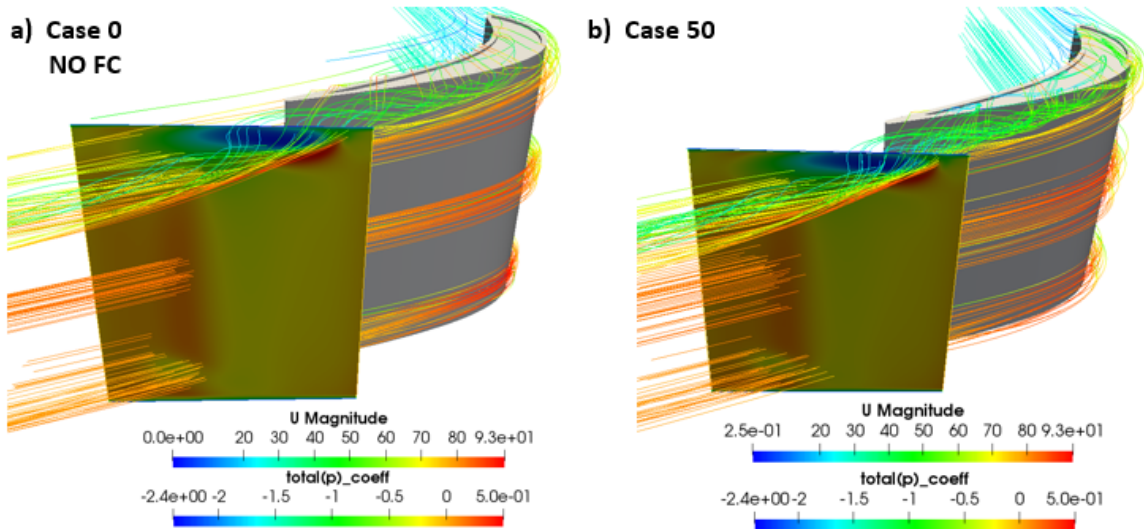 a) Case 0
NO FC
b) Case 50
U Magnitude
0.0e+00 20 30 40 50 60 70 80 9.3e+01
total(p)_coeff
-2.4e+00 -2 -1.5 -1 -0.5 0 5.0e-01
U Magnitude
2.5e-01 20 30 40 50 60 70 80 9.3e+01
total(p)_coeff
-2.4e+00 -2 -1.5 -1 -0.5 0 5.0e-01